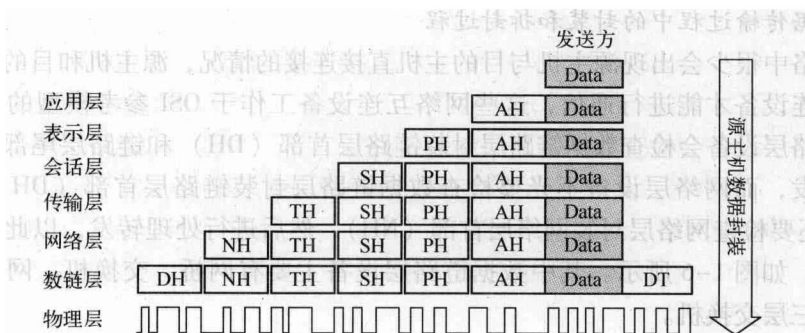 发送方
Data
应用层 AH Data
表示层 PH AH Data
会话层 SH PH AH Data
传输层 TH SH PH AH Data
网络层 NH TH SH PH AH Data
数链层 DH NH TH SH PH AH Data DT
物理层
源主机数据封装